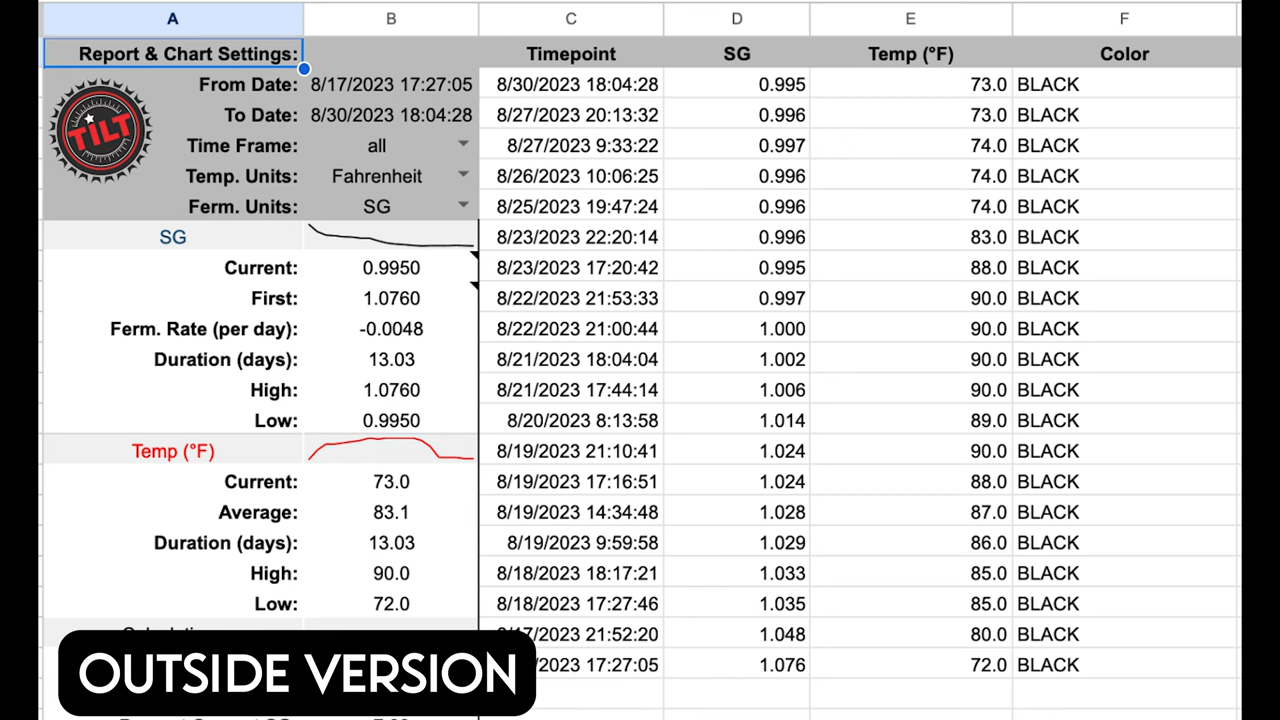 A B C D E F
Report & Chart Settings: Timepoint SG Temp (°F) Color
TILT
From Date: 8/17/2023 17:27:05 8/30/2023 18:04:28 0.995 73.0 BLACK
To Date: 8/30/2023 18:04:28 8/27/2023 20:13:32 0.996 73.0 BLACK
Time Frame: all 8/27/2023 9:33:22 0.997 74.0 BLACK
Temp. Units: Fahrenheit 8/26/2023 10:06:25 0.996 74.0 BLACK
Ferm. Units: SG 8/25/2023 19:47:24 0.996 74.0 BLACK
SG 8/23/2023 22:20:14 0.996 83.0 BLACK
Current: 0.9950 8/23/2023 17:20:42 0.995 88.0 BLACK
First: 1.0760 8/22/2023 21:53:33 0.997 90.0 BLACK
Ferm. Rate (per day): -0.0048 8/22/2023 21:00:44 1.000 90.0 BLACK
Duration (days): 13.03 8/21/2023 18:04:04 1.002 90.0 BLACK
High: 1.0760 8/21/2023 17:44:14 1.006 90.0 BLACK
Low: 0.9950 8/20/2023 8:13:58 1.014 89.0 BLACK
Temp (°F) 8/19/2023 21:10:41 1.024 90.0 BLACK
Current: 73.0 8/19/2023 17:16:51 1.024 88.0 BLACK
Average: 83.1 8/19/2023 14:34:48 1.028 87.0 BLACK
Duration (days): 13.03 8/19/2023 9:59:58 1.029 86.0 BLACK
High: 90.0 8/18/2023 18:17:21 1.033 85.0 BLACK
Low: 72.0 8/18/2023 17:27:46 1.035 85.0 BLACK
21:52:20 1.048 80.0 BLACK
17:27:05 1.076 72.0 BLACK
OUTSIDE VERSION